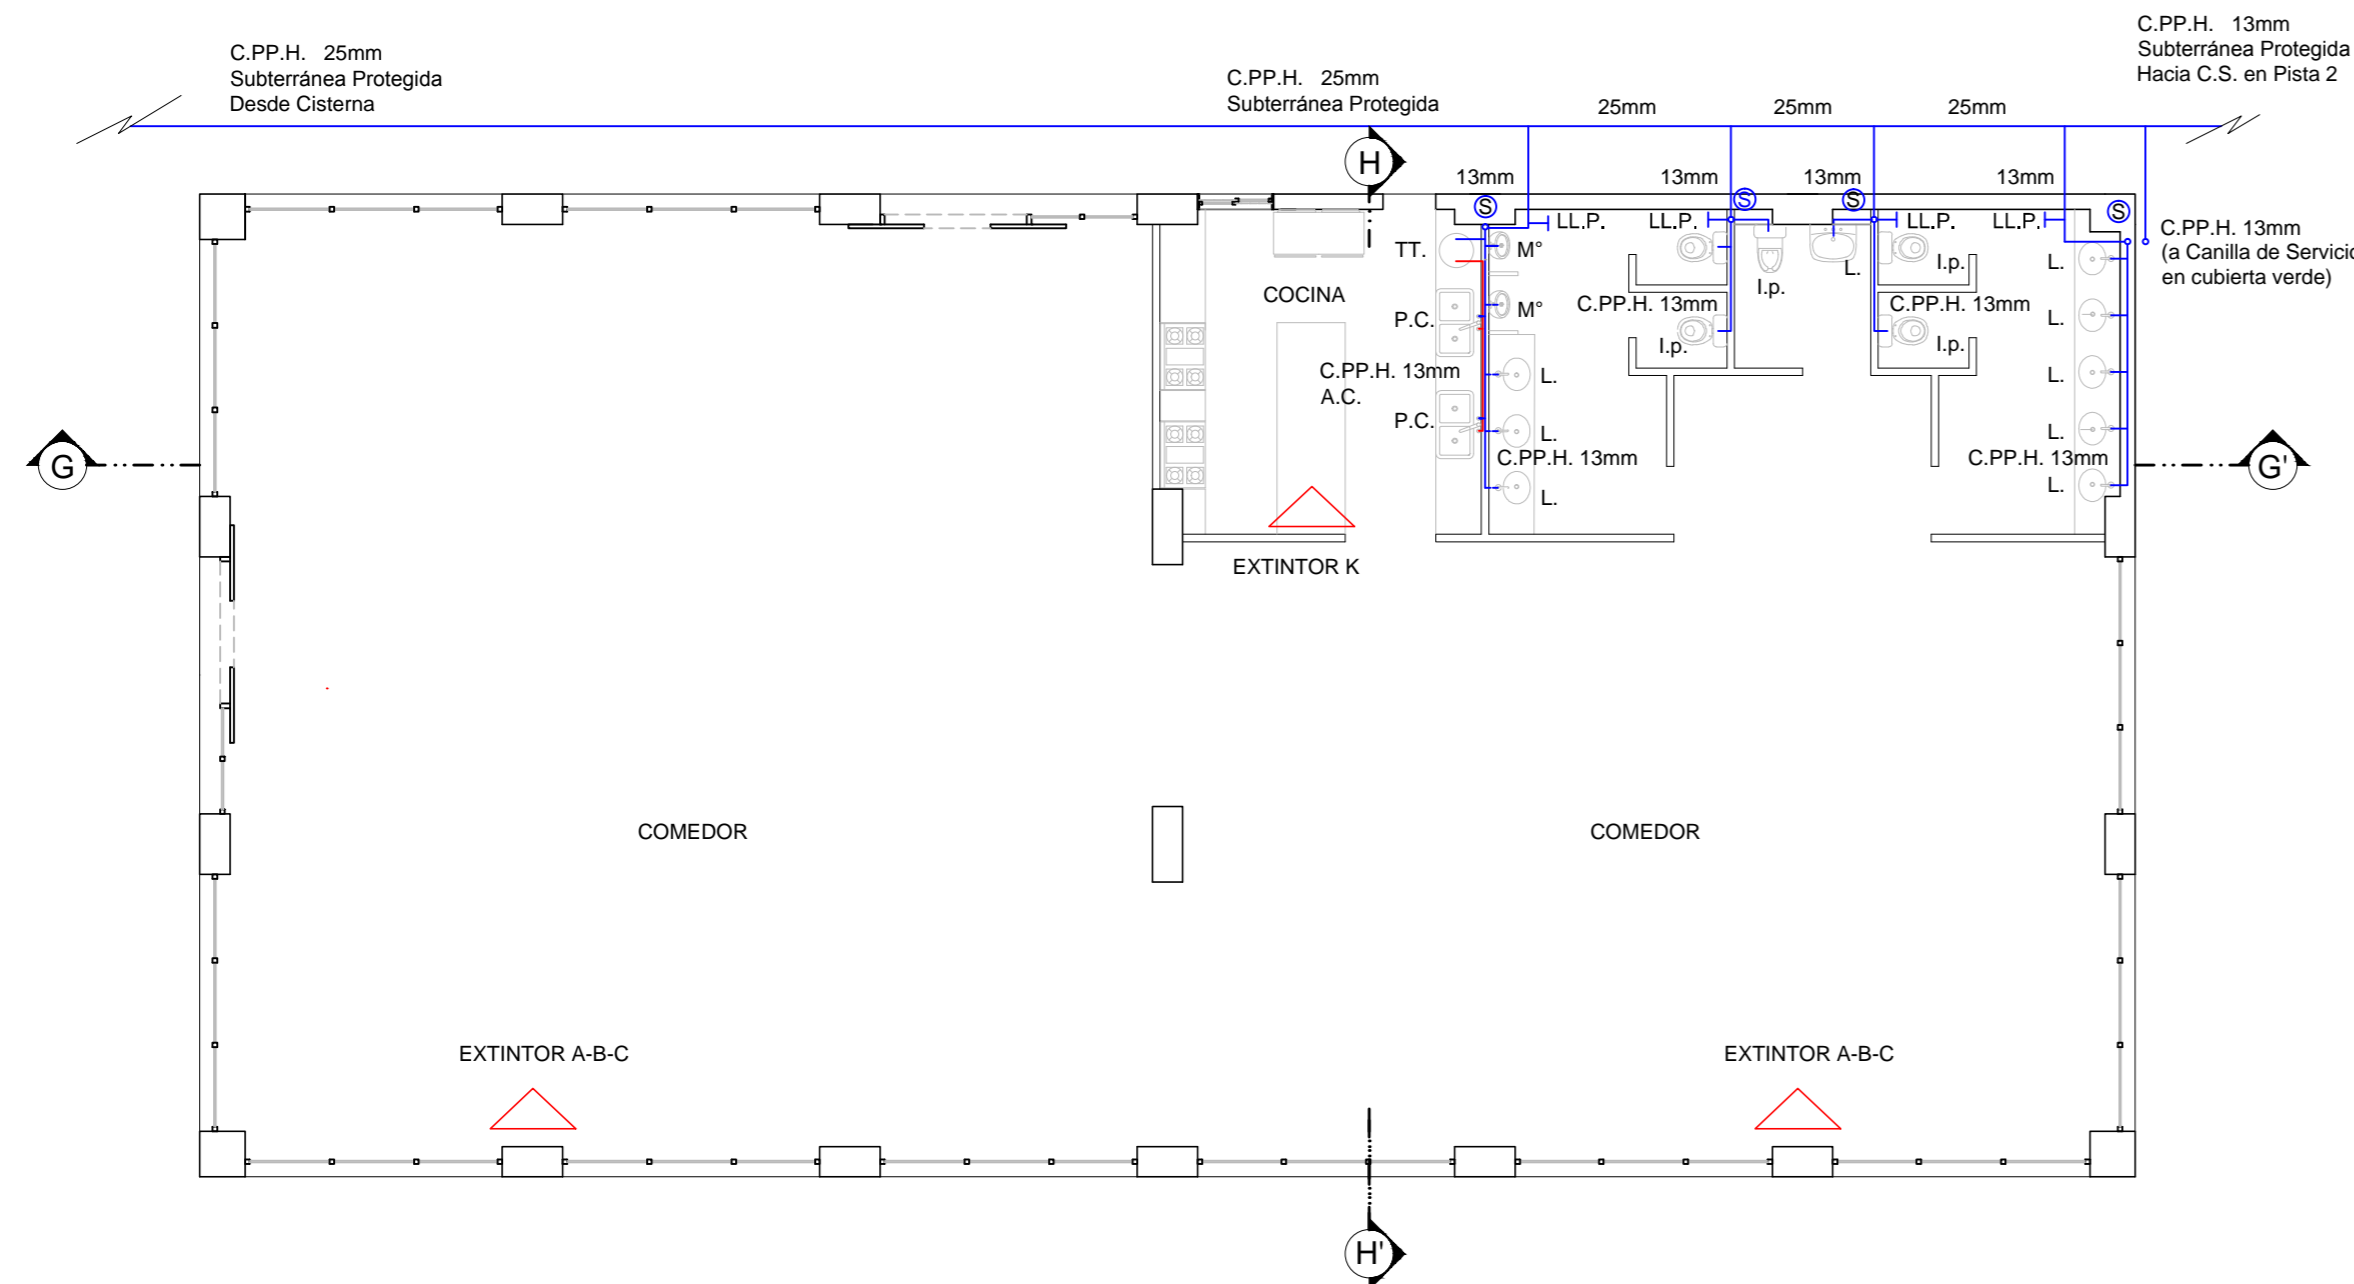 C.PP.H. 13mm
Subterránea Protegida
Hacia C.S. en Pista 2
C.PP.H. 25mm
Subterránea Protegida
Desde Cisterna
C.PP.H. 25mm
Subterránea Protegida
25mm
25mm
25mm
H
13mm
13mm
13mm
13mm
S
S
S
S
LL.P.
LL.P.
LL.P.
LL.P.
C.PP.H. 13mm
(a Canilla de Servicio
en cubierta verde)
TT.
M°
I.p.
L.
I.p.
L.
COCINA
M°
C.PP.H. 13mm
C.PP.H. 13mm
P.C.
L.
I.p.
I.p.
C.PP.H. 13mm
A.C.
L.
L.
P.C.
L.
L.
G
C.PP.H. 13mm
C.PP.H. 13mm
G'
L.
L.
EXTINTOR K
COMEDOR
COMEDOR
EXTINTOR A-B-C
EXTINTOR A-B-C
H'